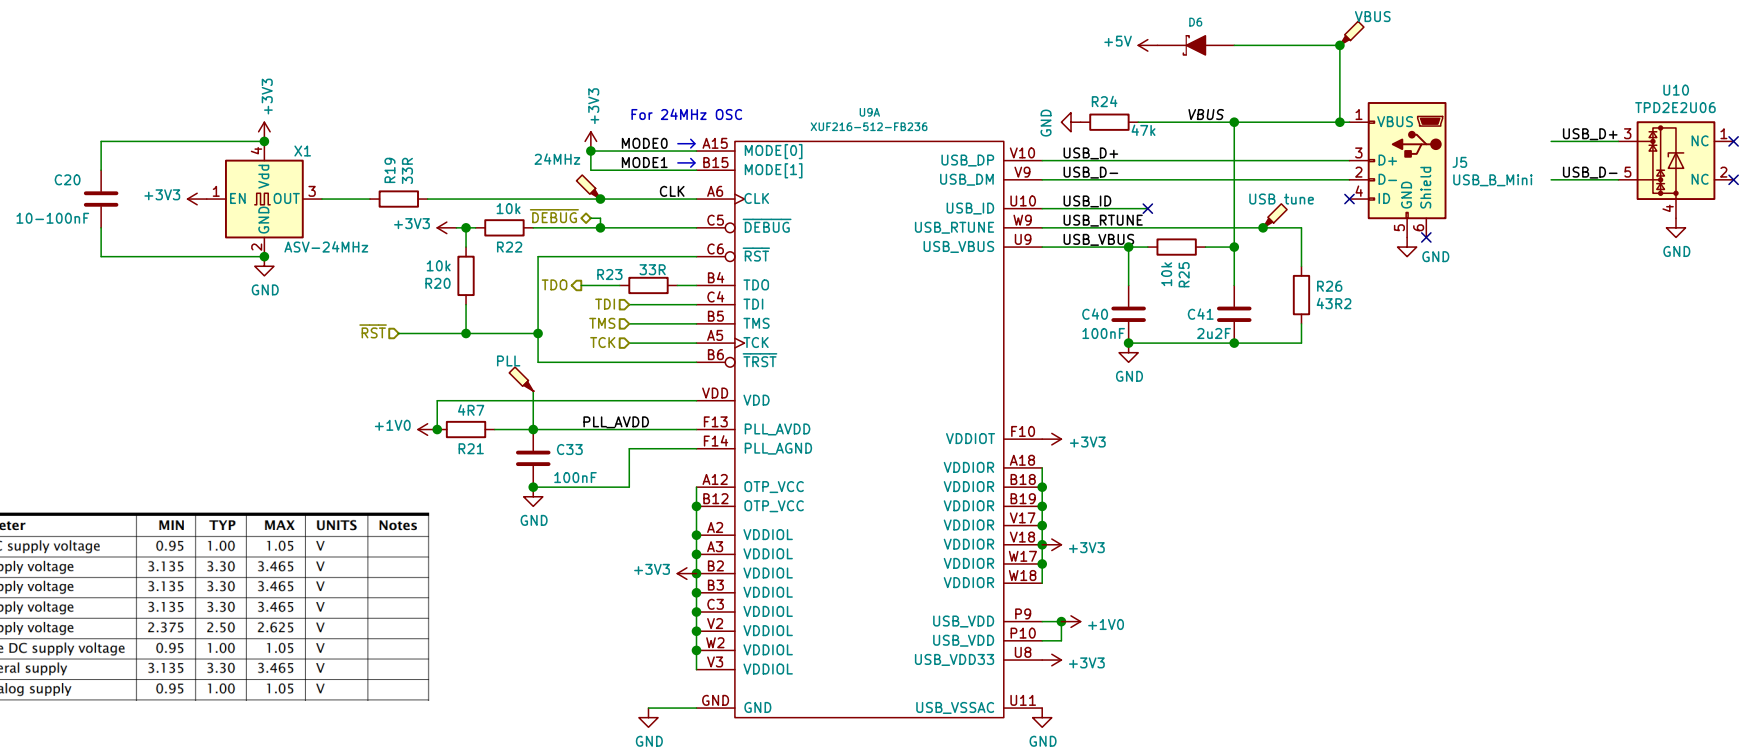 VBUS
D6
+5V
+3V3
X1
4
Vdd
EN
OUT
GND
1
3
2
C20
10-100nF
+3V3
ASV-24MHz
GND
R19
33R
+3V3
24MHz
For 24MHz OSC
MODE0
MODE1
CLK
+3V3
10k
R22
DEBUG
10k
R20
RST
TDO
R23
33R
TDI
TMS
TCK
PLL
+1V0
4R7
R21
PLL_AVDD
C33
100nF
GND
+3V3
GND
U9A
XUF216-512-FB236
A15 MODE[0]
B15 MODE[1]
A6 CLK
C5 DEBUG
C6 RST
B4 TDO
C4 TDI
B5 TMS
A5 TCK
B6 TRST
VDD VDD
F13 PLL_AVDD
F14 PLL_AGND
A12 OTP_VCC
B12 OTP_VCC
A2 VDDIOL
A3 VDDIOL
B2 VDDIOL
B3 VDDIOL
C3 VDDIOL
V2 VDDIOL
W2 VDDIOL
V3 VDDIOL
GND GND
USB_DP V10 USB_D+
USB_DM V9 USB_D-
USB_ID U10 USB_ID
USB_RTUNE W9 USB_RTUNE
USB_VBUS U9 USB_VBUS
VDDIOT F10 +3V3
VDDIOR A18
VDDIOR B18
VDDIOR B19
VDDIOR V17
VDDIOR V18 +3V3
VDDIOR W17
VDDIOR W18
USB_VDD P9 +1V0
USB_VDD P10
USB_VDD33 U8 +3V3
USB_VSSAC U11
GND
GND
R24
47k
VBUS
USB_tune
10k
R25
C40
100nF
C41
2u2F
R26
43R2
GND
1 VBUS
3 D+
2 D-
4 ID
GND
Shield
5
6
J5
USB_B_Mini
GND
U10
TPD2E2U06
USB_D+ 3
USB_D- 5
NC 1
NC 2
4
GND
eter MIN TYP MAX UNITS Notes
C supply voltage 0.95 1.00 1.05 V
pply voltage 3.135 3.30 3.465 V
pply voltage 3.135 3.30 3.465 V
pply voltage 3.135 3.30 3.465 V
pply voltage 2.375 2.50 2.625 V
e DC supply voltage 0.95 1.00 1.05 V
eral supply 3.135 3.30 3.465 V
alog supply 0.95 1.00 1.05 V